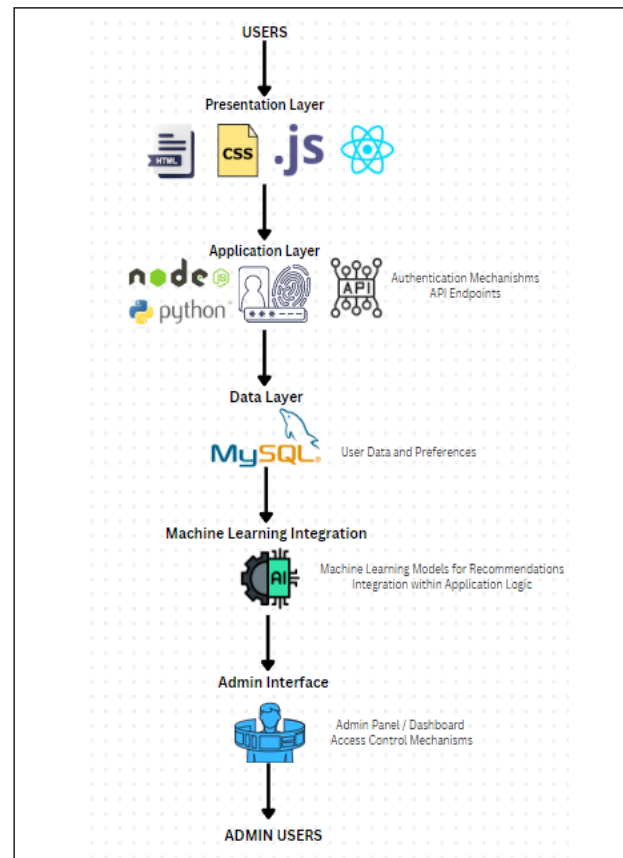 USERS
Presentation Layer
HTML
CSS
.js
Application Layer
node
JS
python
API
Authentication Mechanishms
API Endpoints
Data Layer
MySQL
User Data and Preferences
Machine Learning Integration
AI
Machine Learning Models for Recommendations
Integration within Application Logic
Admin Interface
Admin Panel / Dashboard
Access Control Mechanisms
ADMIN USERS